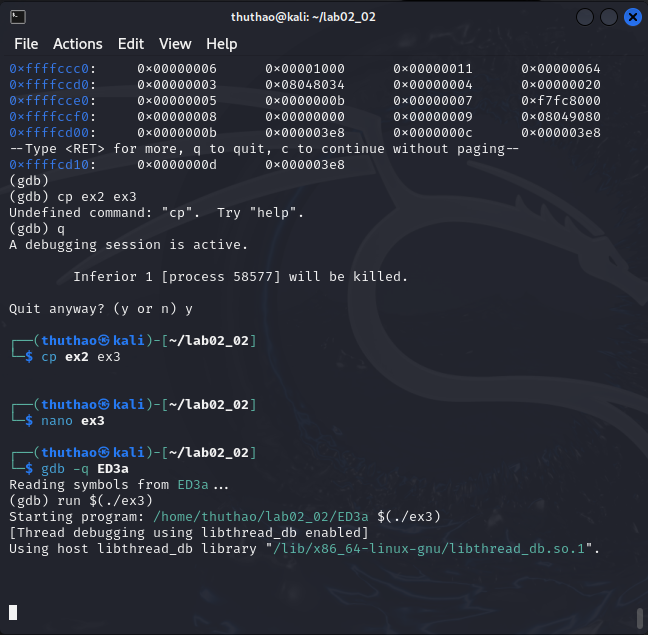 thuthao@kali: ~/lab02_02
File Actions Edit View Help
0×ffffccc0: 0×00000006 0×00001000 0×00000011 0×00000064
0×ffffccd0: 0×00000003 0×08048034 0×00000004 0×00000020
0×ffffcce0: 0×00000005 0×0000000b 0×00000007 0×f7fc8000
0×ffffccf0: 0×00000008 0×00000000 0×00000009 0×08049080
0×ffffcd00: 0×0000000b 0×000003e8 0×0000000c 0×000003e8
--Type <RET> for more, q to quit, c to continue without paging--
0×ffffcd10: 0×0000000d 0×000003e8
(gdb)
(gdb) cp ex2 ex3
Undefined command: "cp". Try "help".
(gdb) q
A debugging session is active.
Inferior 1 [process 58577] will be killed.
Quit anyway? (y or n) y
┌──(thuthao㉿kali)-[~/lab02_02]
└─$ cp ex2 ex3
┌──(thuthao㉿kali)-[~/lab02_02]
└─$ nano ex3
┌──(thuthao㉿kali)-[~/lab02_02]
└─$ gdb -q ED3a
Reading symbols from ED3a...
(gdb) run $(./ex3)
Starting program: /home/thuthao/lab02_02/ED3a $(./ex3)
[Thread debugging using libthread_db enabled]
Using host libthread_db library "/lib/x86_64-linux-gnu/libthread_db.so.1".